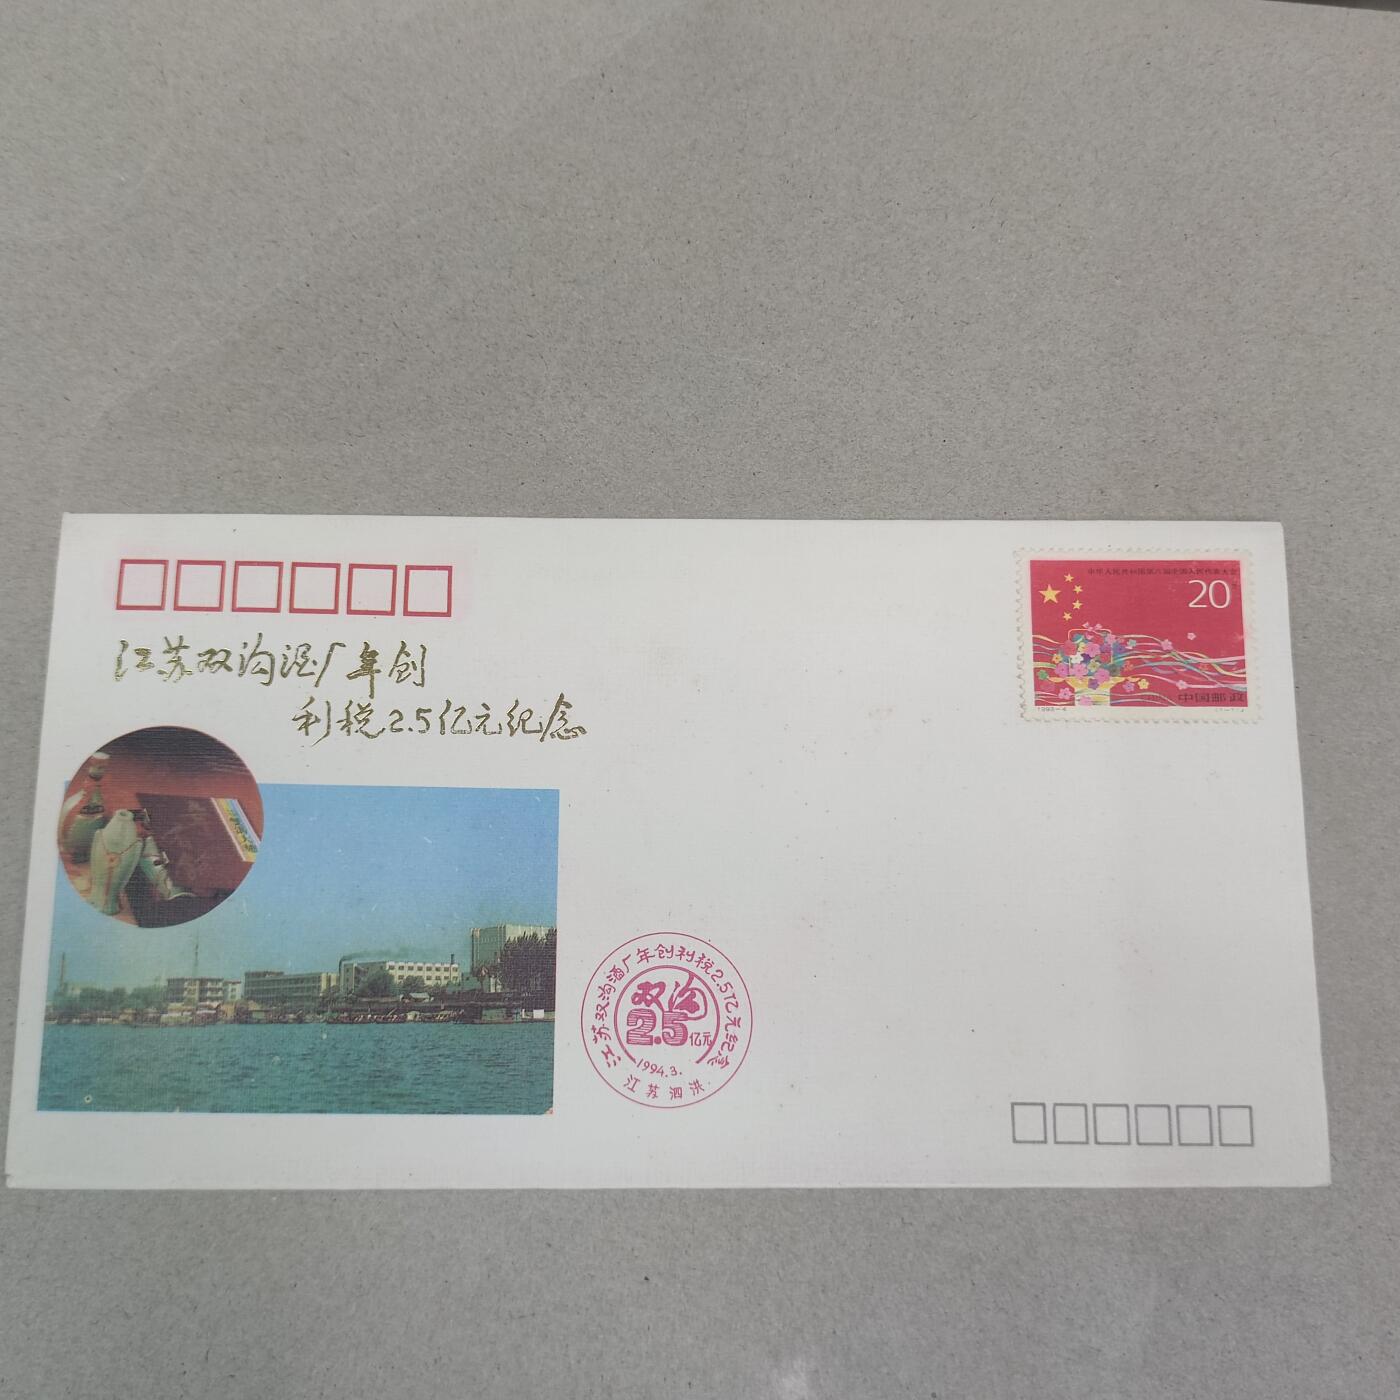 江苏双沟酒厂年创
利税2.5亿元纪念
中华人民共和国第八届全国人民代表大会
20
中国邮政
1993-4
江苏双沟酒厂年创利税2.5亿元纪念
双沟
2.5亿元
1994.3.
江苏泗洪